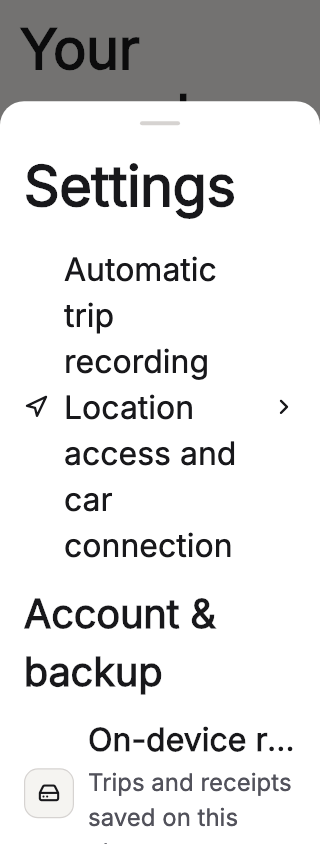 Your
Settings
Automatic
trip
recording
Location
access and
car
connection
Account &
backup
On-device r...
Trips and receipts
saved on this